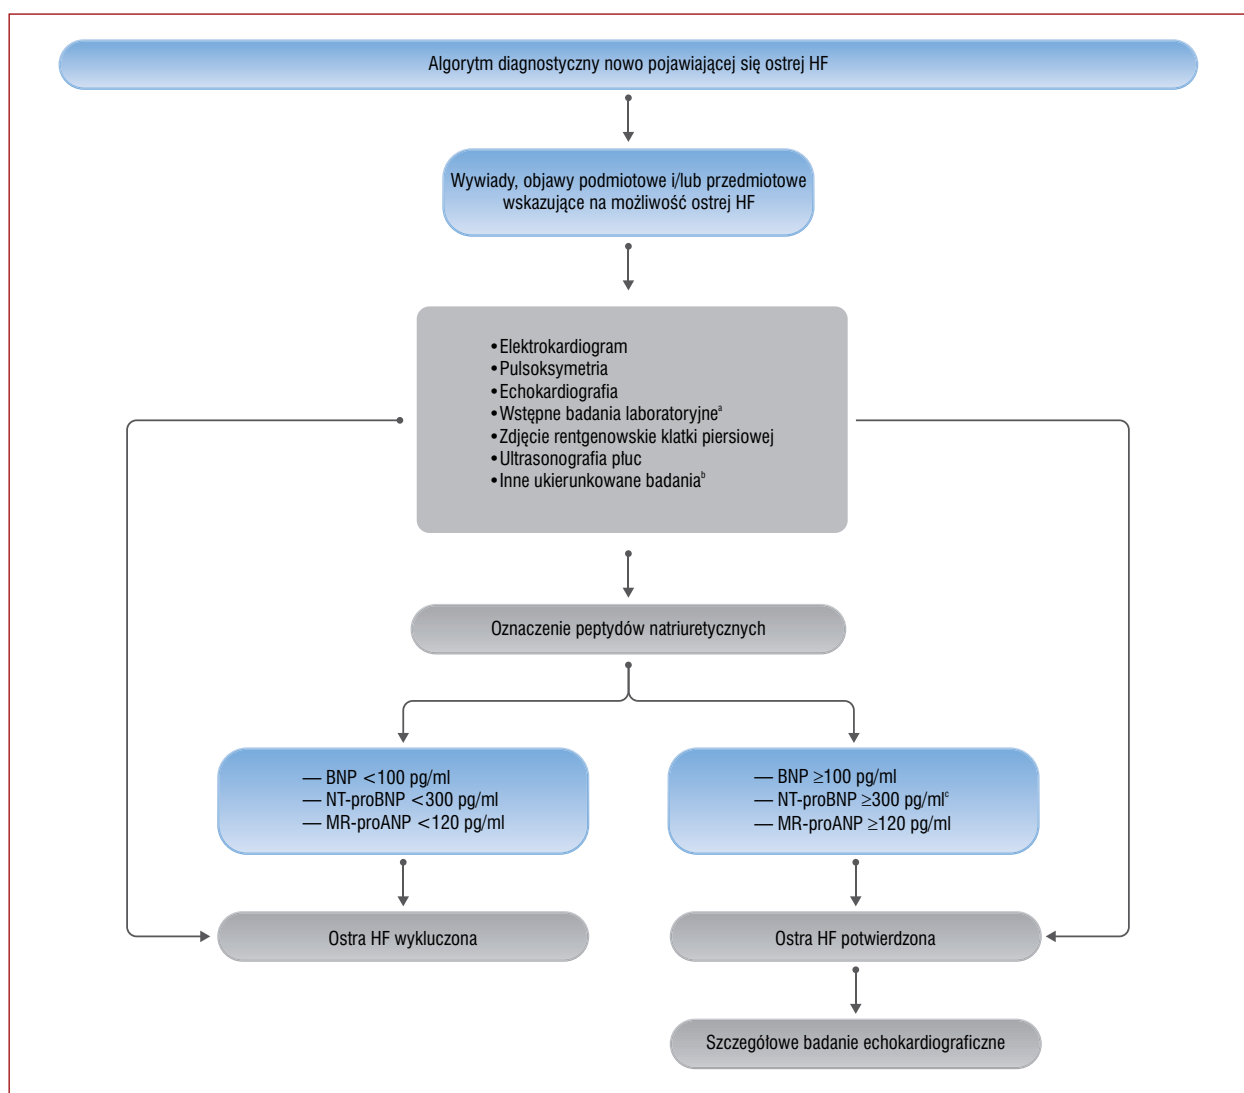 Algorytm diagnostyczny nowo pojawiającej się ostrej HF
Wywiady, objawy podmiotowe i/lub przedmiotowe
wskazujące na możliwość ostrej HF
• Elektrokardiogram
• Pulsoksymetria
• Echokardiografia
• Wstępne badania laboratoryjneᵃ
• Zdjęcie rentgenowskie klatki piersiowej
• Ultrasonografia płuc
• Inne ukierunkowane badaniaᵇ
Oznaczenie peptydów natriuretycznych
— BNP <100 pg/ml
— NT-proBNP <300 pg/ml
— MR-proANP <120 pg/ml
— BNP ≥100 pg/ml
— NT-proBNP ≥300 pg/mlᶜ
— MR-proANP ≥120 pg/ml
Ostra HF wykluczona
Ostra HF potwierdzona
Szczegółowe badanie echokardiograficzne